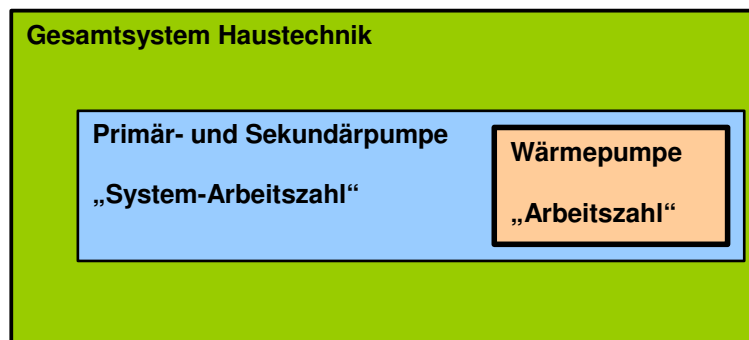 Gesamtsystem Haustechnik
Primär- und Sekundärpumpe
„System-Arbeitszahl“
Wärmepumpe
„Arbeitszahl“